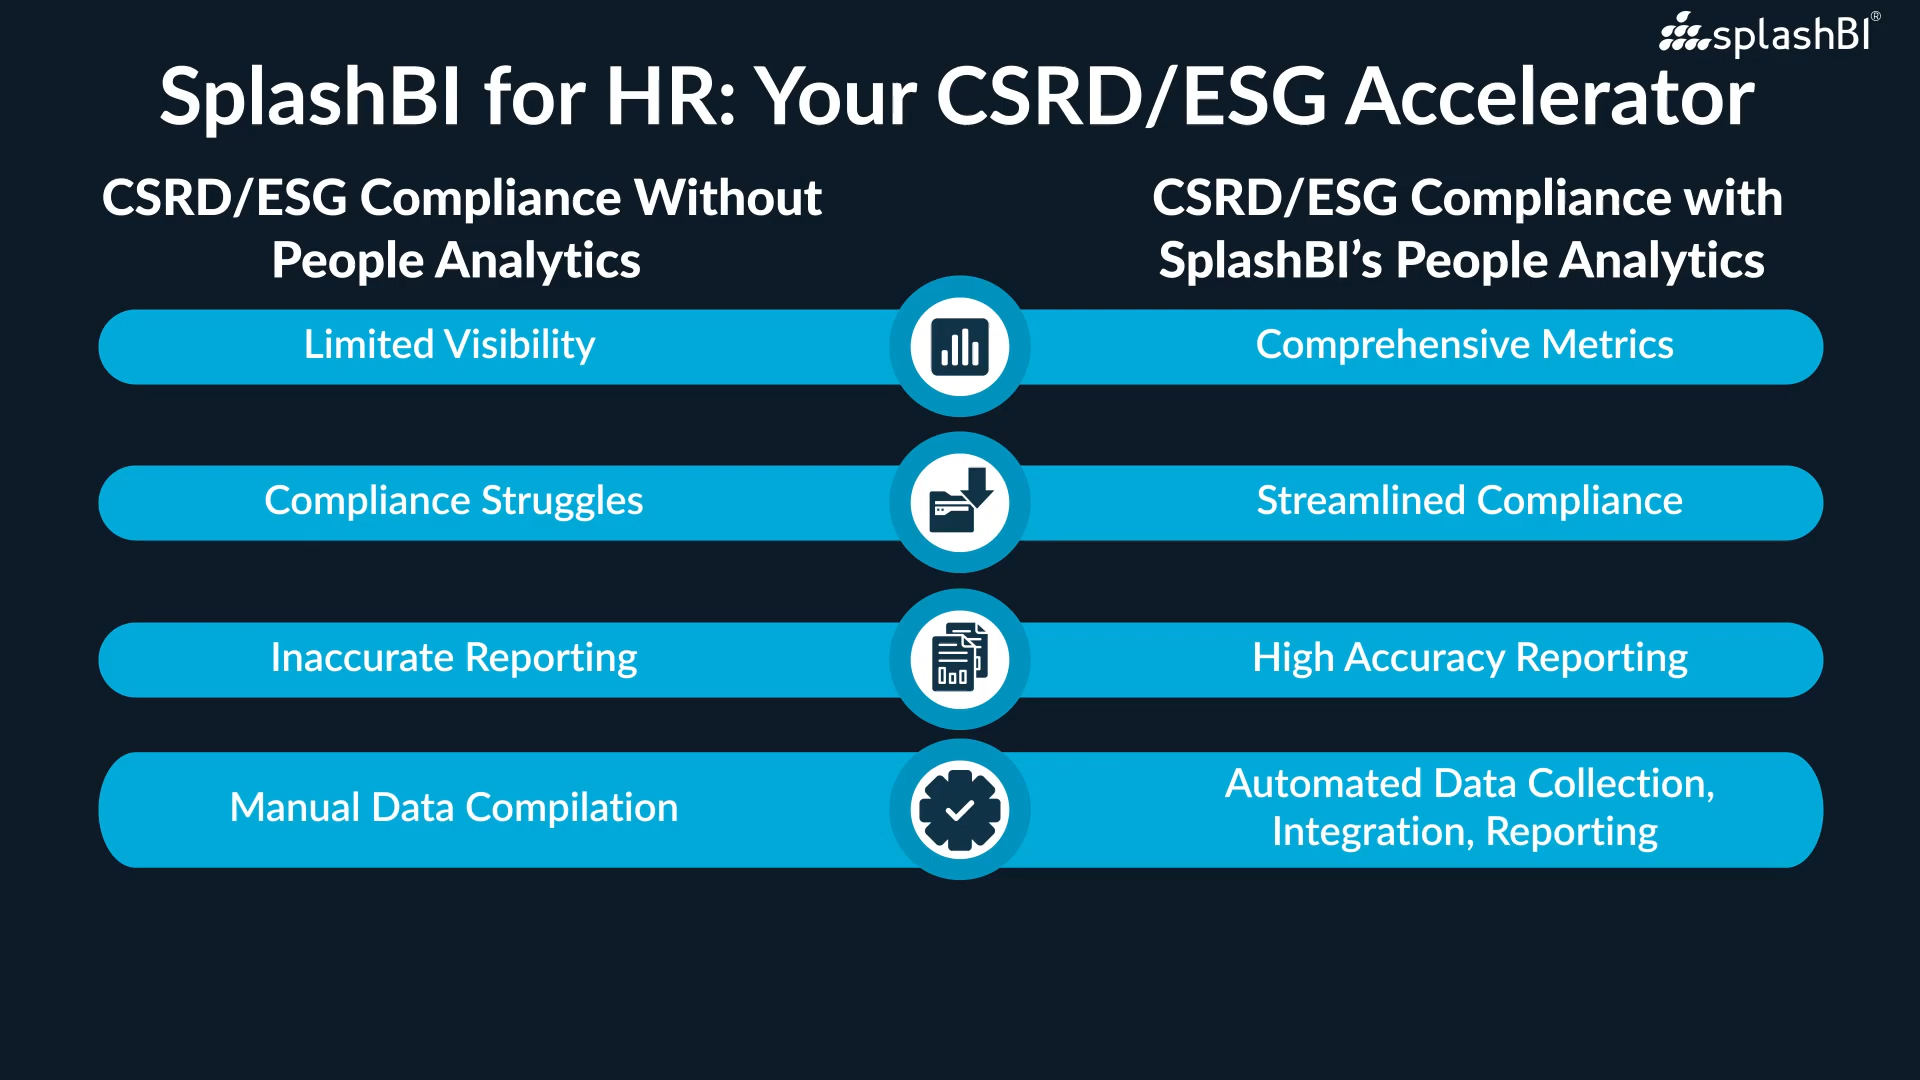 splashBI®
SplashBI for HR: Your CSRD/ESG Accelerator
CSRD/ESG Compliance Without
People Analytics
CSRD/ESG Compliance with
SplashBI’s People Analytics
Limited Visibility
Comprehensive Metrics
Compliance Struggles
Streamlined Compliance
Inaccurate Reporting
High Accuracy Reporting
Manual Data Compilation
Automated Data Collection,
Integration, Reporting